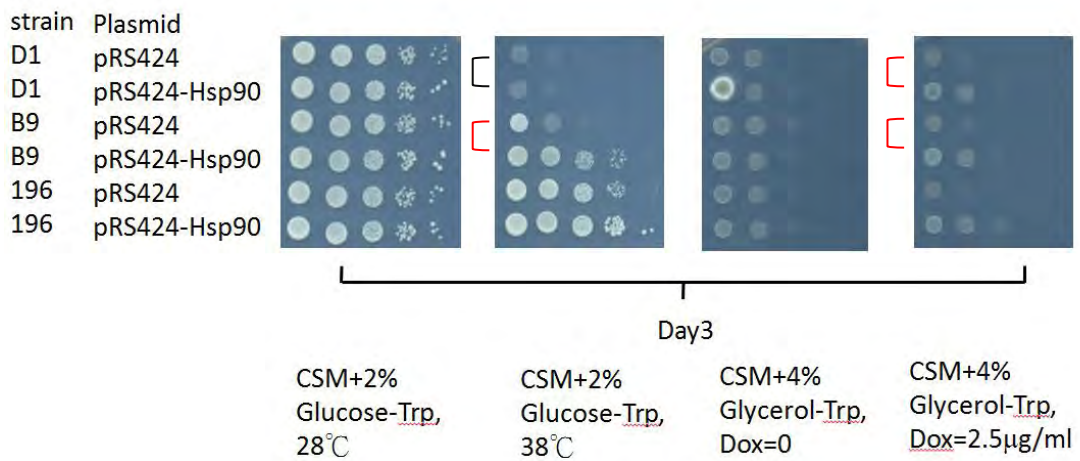 strain Plasmid
D1 pRS424
D1 pRS424-Hsp90
B9 pRS424
B9 pRS424-Hsp90
196 pRS424
196 pRS424-Hsp90
Day3
CSM+2%
Glucose-Trp,
28℃
CSM+2%
Glucose-Trp,
38℃
CSM+4%
Glycerol-Trp,
Dox=0
CSM+4%
Glycerol-Trp,
Dox=2.5μg/ml